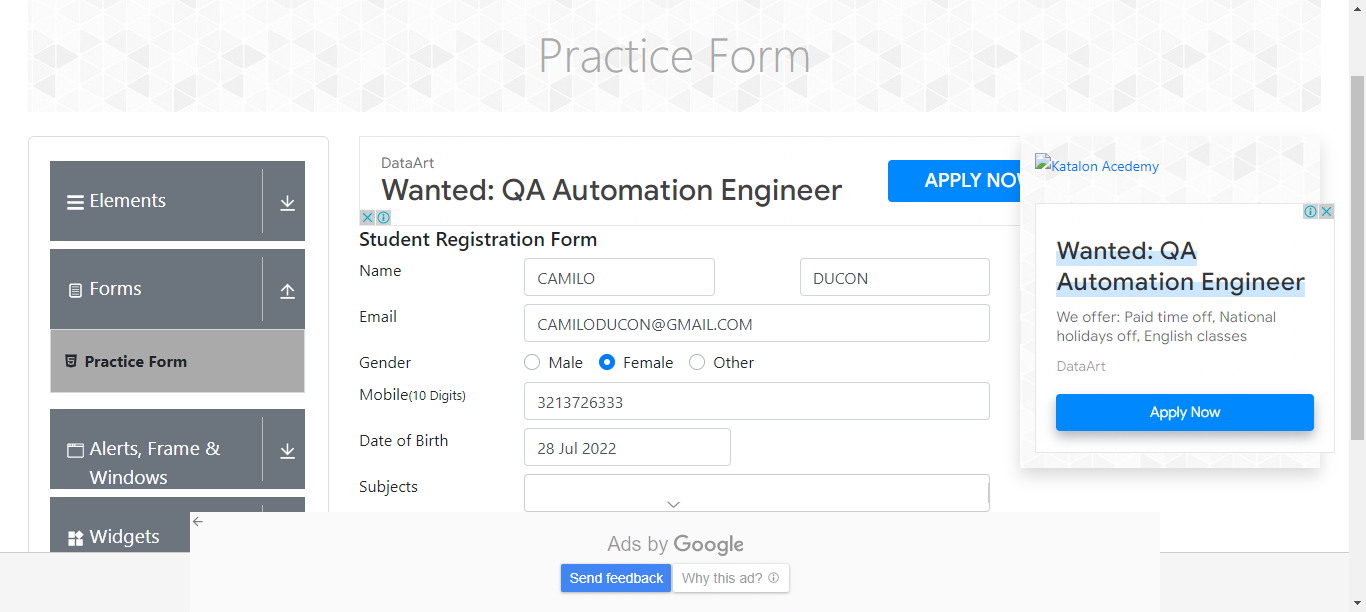 Practice Form
Elements
Forms
Practice Form
Alerts, Frame &
Windows
Widgets
DataArt
Wanted: QA Automation Engineer
APPLY NOW
Student Registration Form
Name
CAMILO
DUCON
Email
CAMILODUCON@GMAIL.COM
Gender
Male
Female
Other
Mobile(10 Digits)
3213726333
Date of Birth
28 Jul 2022
Subjects
Katalon Acedemy
Wanted: QA
Automation Engineer
We offer: Paid time off, National
holidays off, English classes
DataArt
Apply Now
Ads by Google
Send feedback
Why this ad?